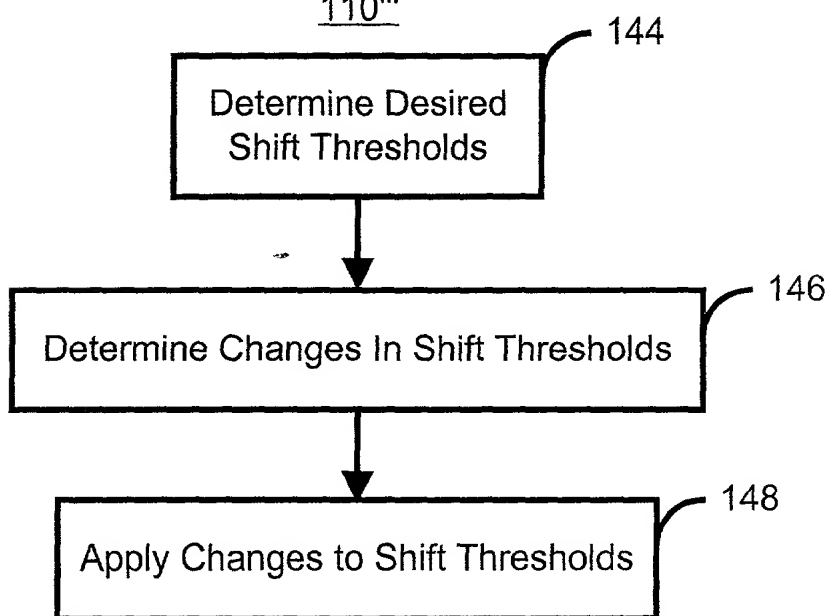 110'''
144
Determine Desired
Shift Thresholds
146
Determine Changes In Shift Thresholds
148
Apply Changes to Shift Thresholds